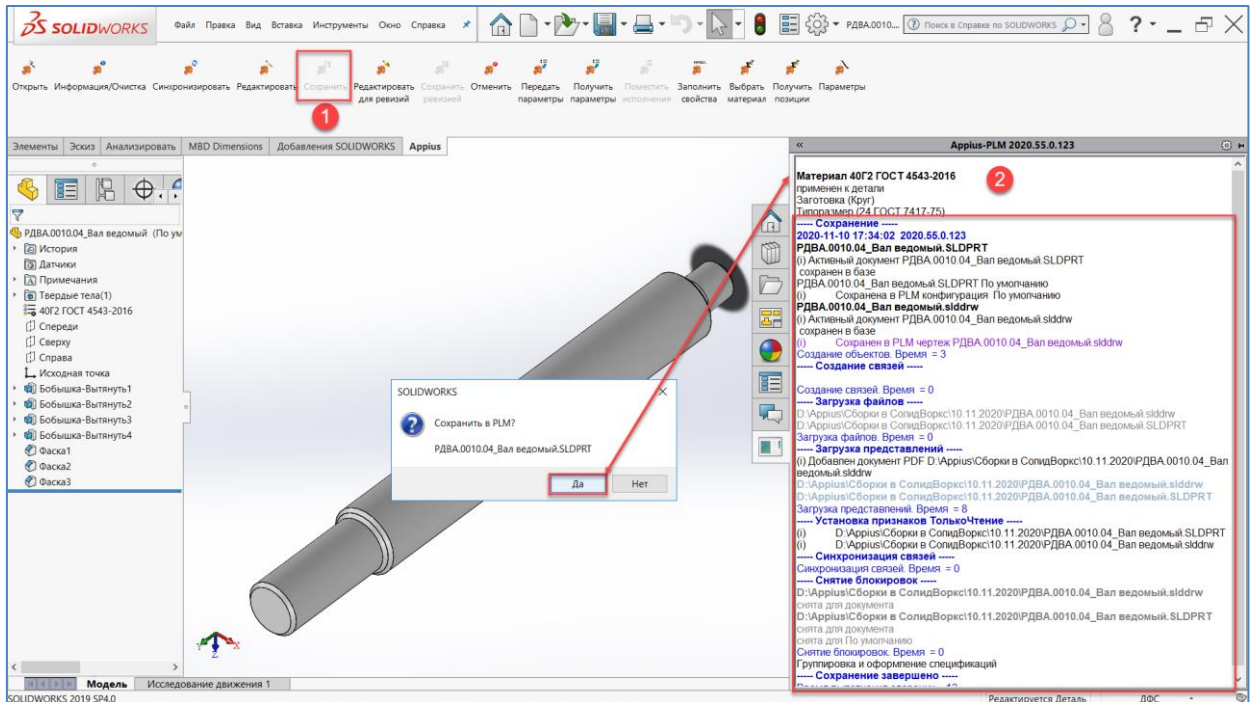 SOLIDWORKS
Файл Правка Вид Вставка Инструменты Окно Справка
РДВА.0010....
Поиск в Справке по SOLIDWORKS
Открыть Информация/Очистка Синхронизировать Редактировать Сохранить Редактировать для ревизий Сохранить ревизией Отменить Передать параметры Получить параметры Поместить исполнения Заполнить свойства Выбрать материал Получить позиции Параметры
1
Элементы Эскиз Анализировать MBD Dimensions Добавления SOLIDWORKS Appius
РДВА.0010.04_Вал ведомый (По ум
История
Датчики
Примечания
Твердые тела(1)
40Г2 ГОСТ 4543-2016
Спереди
Сверху
Справа
Исходная точка
Бобышка-Вытянуть1
Бобышка-Вытянуть2
Бобышка-Вытянуть3
Бобышка-Вытянуть4
Фаска1
Фаска2
Фаска3
SOLIDWORKS
Сохранить в PLM?
РДВА.0010.04_Вал ведомый.SLDPRT
Да Нет
Appius-PLM 2020.55.0.123
2
Материал 40Г2 ГОСТ 4543-2016
применен к детали
Заготовка (Круг)
Типоразмер (24 ГОСТ 7417-75)
----- Сохранение -----
2020-11-10 17:34:02 2020.55.0.123
РДВА.0010.04_Вал ведомый.SLDPRT
(i) Активный документ РДВА.0010.04_Вал ведомый.SLDPRT
сохранен в базе
РДВА.0010.04_Вал ведомый.SLDPRT По умолчанию
(i) Сохранена в PLM конфигурация По умолчанию
РДВА.0010.04_Вал ведомый.slddrw
(i) Активный документ РДВА.0010.04_Вал ведомый.slddrw
сохранен в базе
(i) Сохранен в PLM чертеж РДВА.0010.04_Вал ведомый.slddrw
Создание объектов. Время = 3
----- Создание связей -----
Создание связей. Время = 0
----- Загрузка файлов -----
D:\Appius\Сборки в СолидВоркс\10.11.2020\РДВА.0010.04_Вал ведомый.slddrw
D:\Appius\Сборки в СолидВоркс\10.11.2020\РДВА.0010.04_Вал ведомый.SLDPRT
Загрузка файлов. Время = 0
----- Загрузка представлений -----
(i) Добавлен документ PDF D:\Appius\Сборки в СолидВоркс\10.11.2020\РДВА.0010.04_Вал
ведомый.slddrw
D:\Appius\Сборки в СолидВоркс\10.11.2020\РДВА.0010.04_Вал ведомый.slddrw
D:\Appius\Сборки в СолидВоркс\10.11.2020\РДВА.0010.04_Вал ведомый.SLDPRT
Загрузка представлений. Время = 8
----- Установка признаков ТолькоЧтение -----
(i) D:\Appius\Сборки в СолидВоркс\10.11.2020\РДВА.0010.04_Вал ведомый.SLDPRT
(i) D:\Appius\Сборки в СолидВоркс\10.11.2020\РДВА.0010.04_Вал ведомый.slddrw
----- Синхронизация связей -----
Синхронизация связей. Время = 0
----- Снятие блокировок -----
D:\Appius\Сборки в СолидВоркс\10.11.2020\РДВА.0010.04_Вал ведомый.slddrw
снята для документа
D:\Appius\Сборки в СолидВоркс\10.11.2020\РДВА.0010.04_Вал ведомый.SLDPRT
снята для документа
снята для По умолчанию
Снятие блокировок. Время = 0
Группировка и оформление спецификаций
----- Сохранение завершено -----
Y X Z
Модель Исследование движения 1
SOLIDWORKS 2019 SP4.0
Редактируется Деталь ДФС